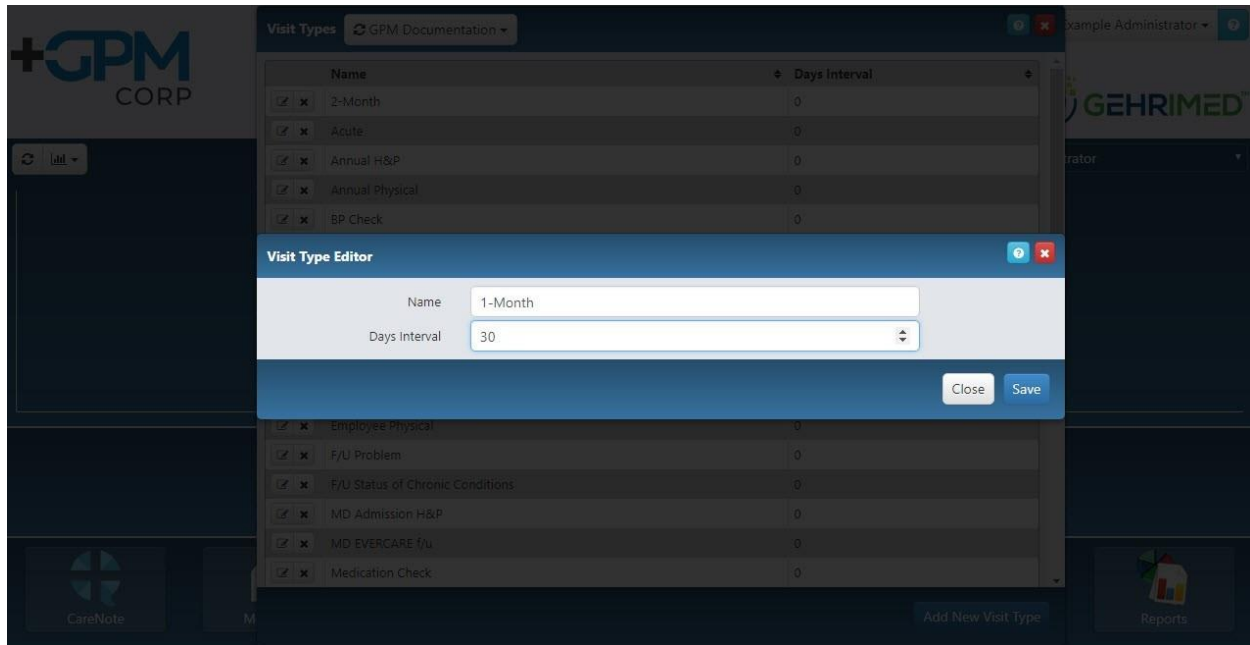 Visit Types GPM Documentation
Example Administrator
+GPM
CORP
GEHRIMED™
Name Days Interval
2-Month 0
Acute 0
Annual H&P 0
Annual Physical 0
BP Check 0
Visit Type Editor
Name 1-Month
Days Interval 30
Close Save
Employee Physical 0
F/U Problem 0
F/U Status of Chronic Conditions 0
MD Admission H&P 0
MD EVERCARE f/u 0
Medication Check 0
CareNote
Add New Visit Type
Reports